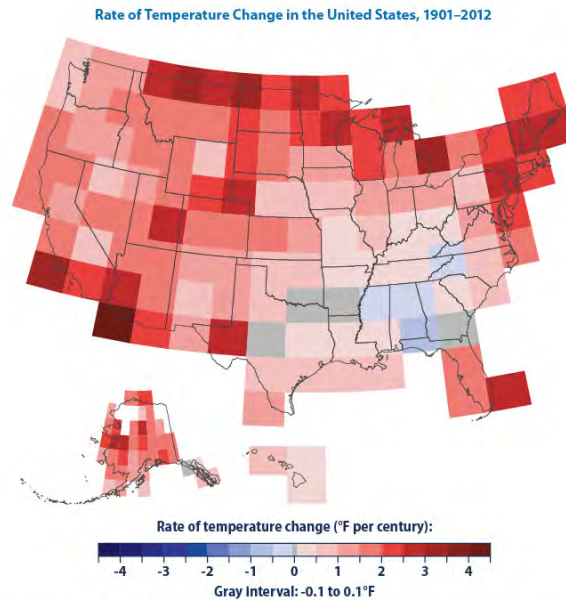 Rate of Temperature Change in the United States, 1901–2012
Rate of temperature change (°F per century):
-4 -3 -2 -1 0 1 2 3 4
Gray interval: -0.1 to 0.1°F